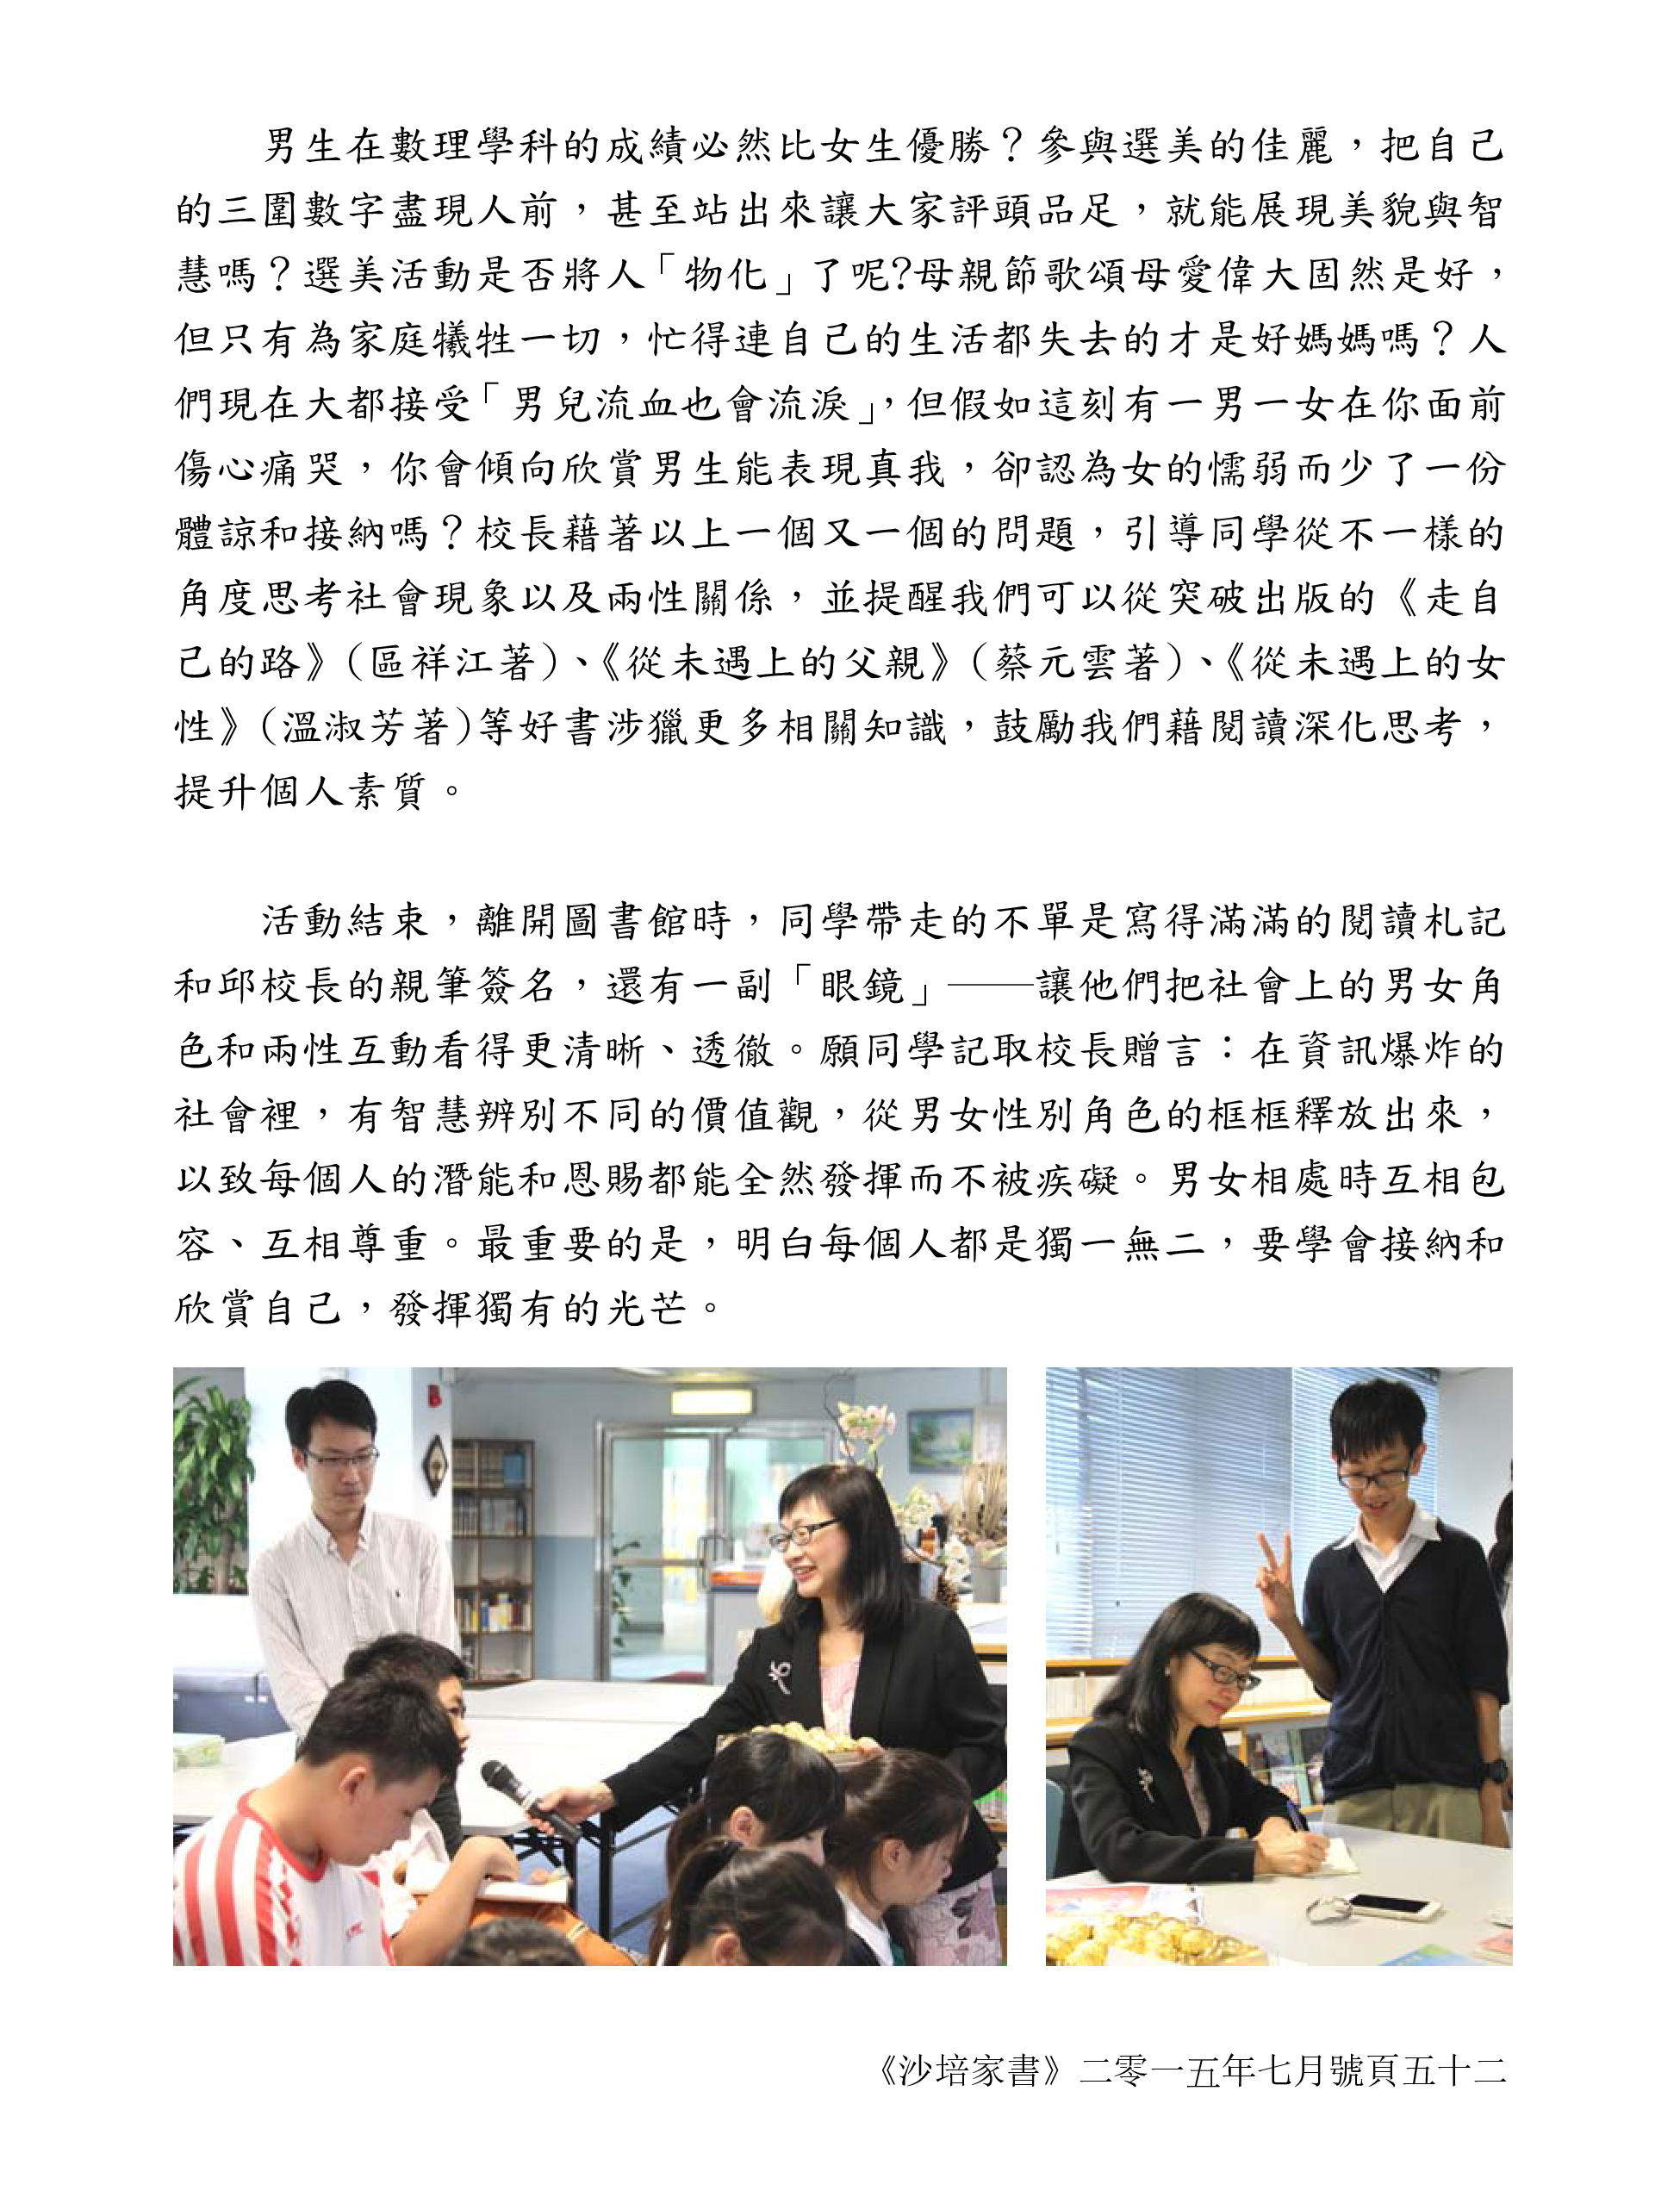 男生在數理學科的成績必然比女生優勝？參與選美的佳麗，把自己
的三圍數字盡現人前，甚至站出來讓大家評頭品足，就能展現美貌與智
慧嗎？選美活動是否將人「物化」了呢?母親節歌頌母愛偉大固然是好，
但只有為家庭犧牲一切，忙得連自己的生活都失去的才是好媽媽嗎？人
們現在大都接受「男兒流血也會流淚」，但假如這刻有一男一女在你面前
傷心痛哭，你會傾向欣賞男生能表現真我，卻認為女的懦弱而少了一份
體諒和接納嗎？校長藉著以上一個又一個的問題，引導同學從不一樣的
角度思考社會現象以及兩性關係，並提醒我們可以從突破出版的《走自
己的路》(區祥江著)、《從未遇上的父親》(蔡元雲著)、《從未遇上的女
性》(溫淑芳著)等好書涉獵更多相關知識，鼓勵我們藉閱讀深化思考，
提升個人素質。
活動結束，離開圖書館時，同學帶走的不單是寫得滿滿的閱讀札記
和邱校長的親筆簽名，還有一副「眼鏡」——讓他們把社會上的男女角
色和兩性互動看得更清晰、透徹。願同學記取校長贈言：在資訊爆炸的
社會裡，有智慧辨別不同的價值觀，從男女性別角色的框框釋放出來，
以致每個人的潛能和恩賜都能全然發揮而不被疾礙。男女相處時互相包
容、互相尊重。最重要的是，明白每個人都是獨一無二，要學會接納和
欣賞自己，發揮獨有的光芒。
《沙培家書》二零一五年七月號頁五十二